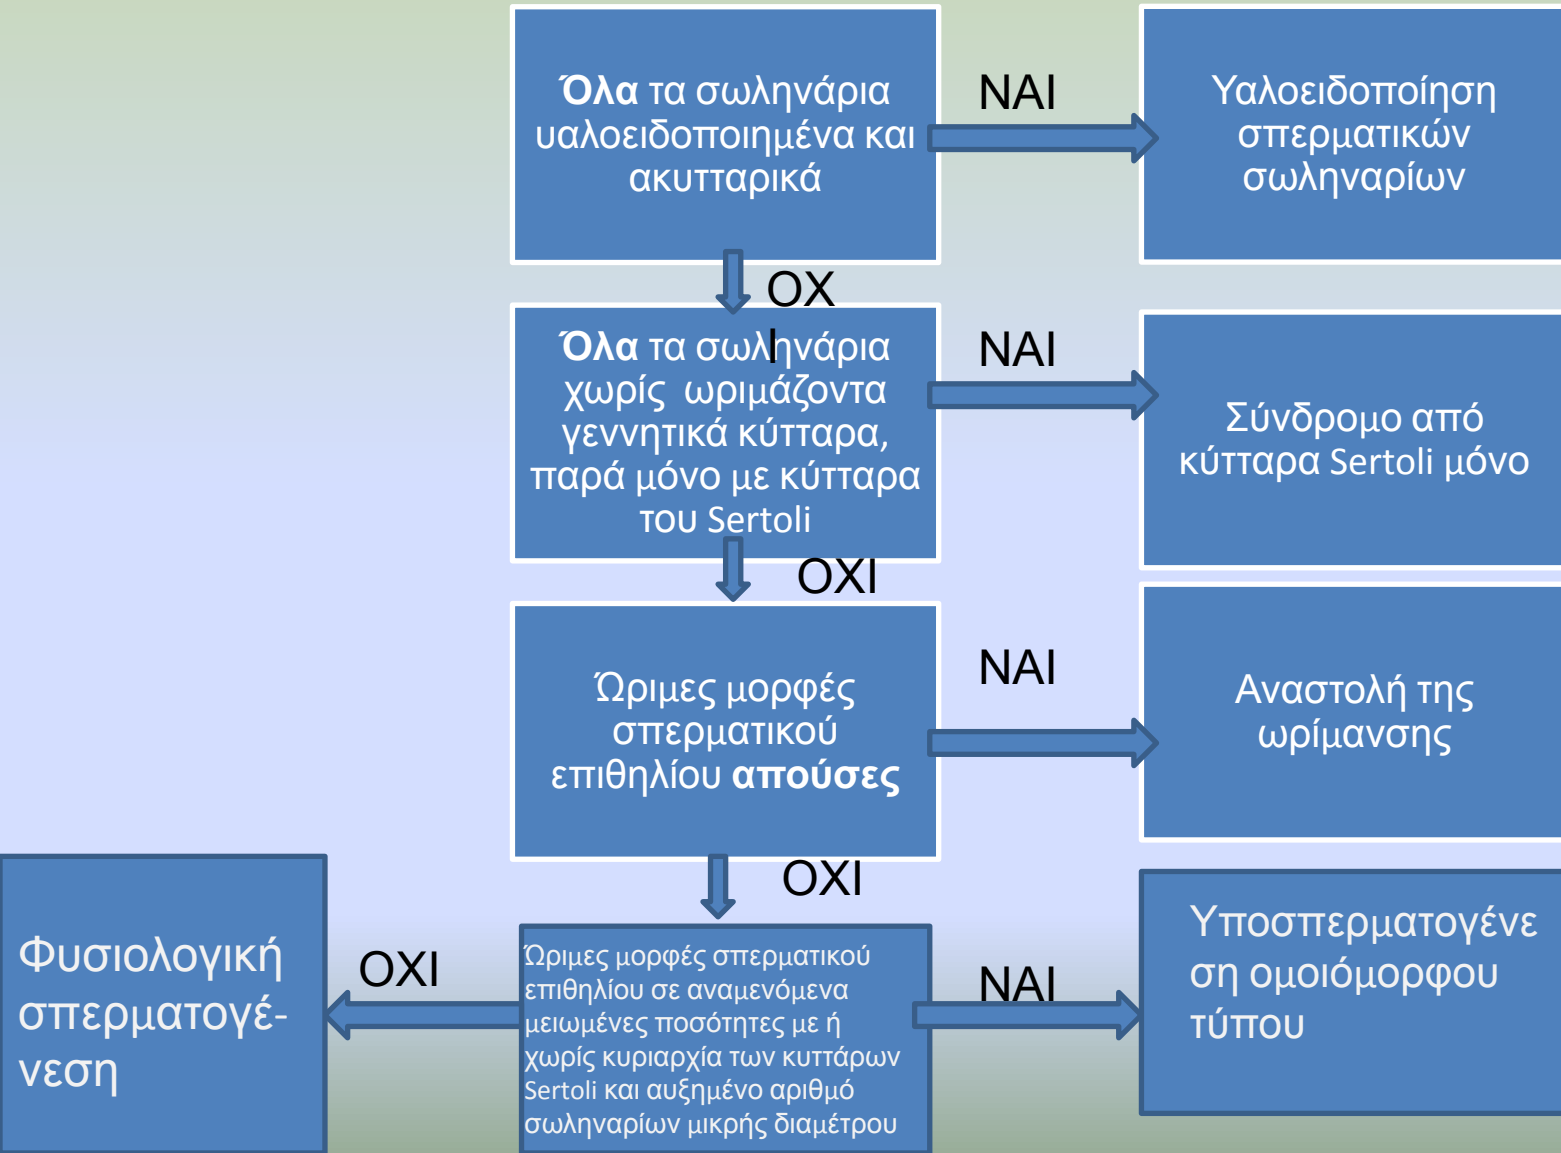 Όλα τα σωληνάρια
υαλοειδοποιημένα και
ακυτταρικά
ΝΑΙ
Υαλοειδοποίηση
σπερματικών
σωληναρίων
ΟΧ
Ι
Όλα τα σωληνάρια
χωρίς ωριμάζοντα
γεννητικά κύτταρα,
παρά μόνο με κύτταρα
του Sertoli
ΝΑΙ
Σύνδρομο από
κύτταρα Sertoli μόνο
ΟΧΙ
Ώριμες μορφές
σπερματικού
επιθηλίου απούσες
ΝΑΙ
Αναστολή της
ωρίμανσης
ΟΧΙ
Ώριμες μορφές σπερματικού
επιθηλίου σε αναμενόμενα
μειωμένες ποσότητες με ή
χωρίς κυριαρχία των κυττάρων
Sertoli και αυξημένο αριθμό
σωληναρίων μικρής διαμέτρου
ΝΑΙ
Υποσπερματογένε
ση ομοιόμορφου
τύπου
ΟΧΙ
Φυσιολογική
σπερματογέ-
νεση